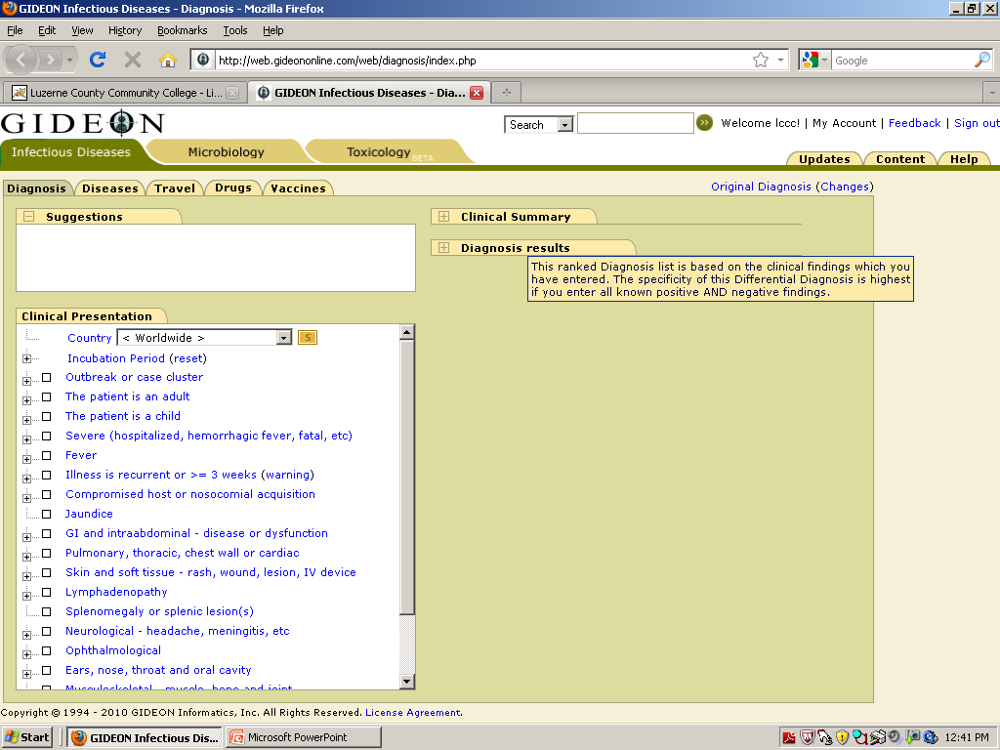 GIDEON Infectious Diseases - Diagnosis - Mozilla Firefox
File Edit View History Bookmarks Tools Help
http://web.gideononline.com/web/diagnosis/index.php
Google
Luzerne County Community College - Li...
GIDEON Infectious Diseases - Dia...
GIDEON
Search
Welcome lccc! | My Account | Feedback | Sign out
Infectious Diseases Microbiology Toxicology BETA
Updates Content Help
Diagnosis Diseases Travel Drugs Vaccines
Original Diagnosis (Changes)
Suggestions
Clinical Summary
Diagnosis results
This ranked Diagnosis list is based on the clinical findings which you
have entered. The specificity of this Differential Diagnosis is highest
if you enter all known positive AND negative findings.
Clinical Presentation
Country < Worldwide > S
Incubation Period (reset)
Outbreak or case cluster
The patient is an adult
The patient is a child
Severe (hospitalized, hemorrhagic fever, fatal, etc)
Fever
Illness is recurrent or >= 3 weeks (warning)
Compromised host or nosocomial acquisition
Jaundice
GI and intraabdominal - disease or dysfunction
Pulmonary, thoracic, chest wall or cardiac
Skin and soft tissue - rash, wound, lesion, IV device
Lymphadenopathy
Splenomegaly or splenic lesion(s)
Neurological - headache, meningitis, etc
Ophthalmological
Ears, nose, throat and oral cavity
Musculoskeletal - muscle, bone and joint
Copyright © 1994 - 2010 GIDEON Informatics, Inc. All Rights Reserved. License Agreement.
Start
GIDEON Infectious Dis...
Microsoft PowerPoint
12:41 PM